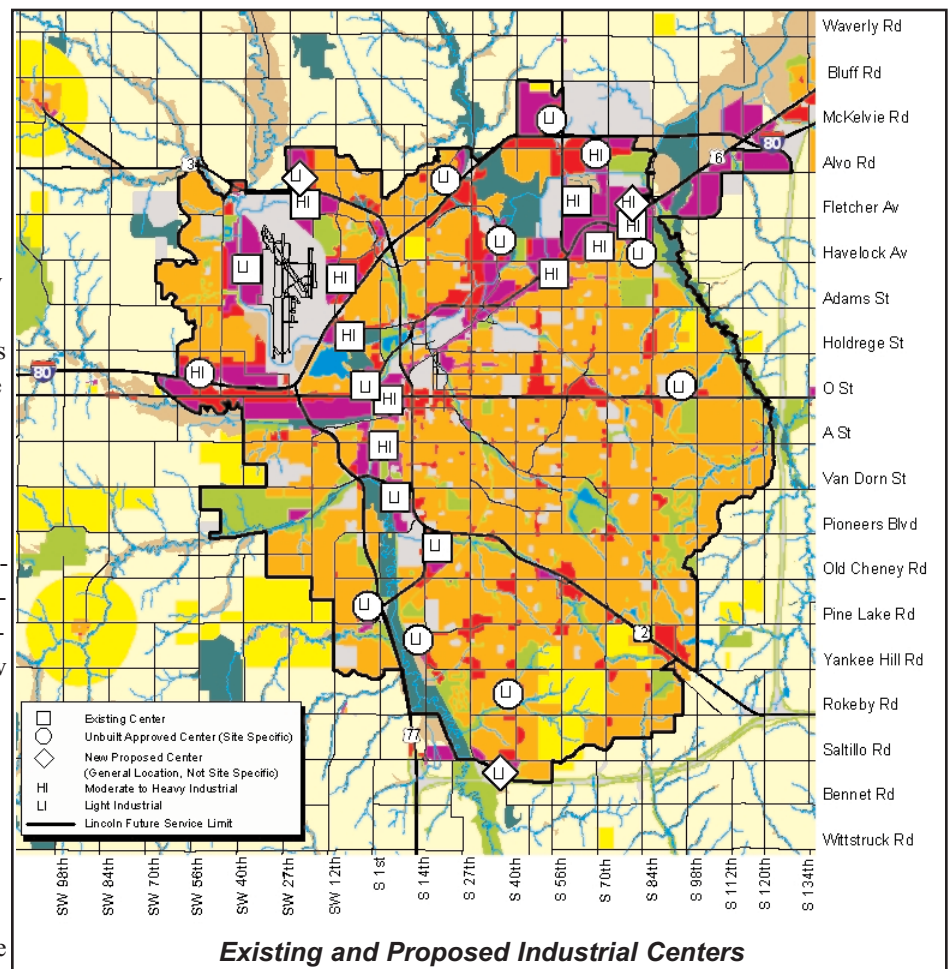 Waverly Rd
Bluff Rd
McKelvie Rd
Alvo Rd
Fletcher Av
Havelock Av
Adams St
Holdrege St
O St
A St
Van Dorn St
Pioneers Blvd
Old Cheney Rd
Pine Lake Rd
Yankee Hill Rd
Rokeby Rd
Saltillo Rd
Bennet Rd
Wittstruck Rd
LI
80
6
3
HI
LI
LI
HI
HI
HI
HI
LI
HI
LI
LI
HI
HI
HI
HI
80
LI
HI
LI
HI
LI
LI
LI
LI
2
LI
77
LI
Existing Center
Unbuilt Approved Center (Site Specific)
New Proposed Center
(General Location, Not Site Specific)
HI Moderate to Heavy Industrial
LI Light Industrial
Lincoln Future Service Limit
SW 98th
SW 84th
SW 70th
SW 56th
SW 40th
SW 27th
SW 12th
S 1st
S 14th
S 27th
S 40th
S 56th
S 70th
S 84th
S 98th
S 112th
S 120th
S 134th
Existing and Proposed Industrial Centers